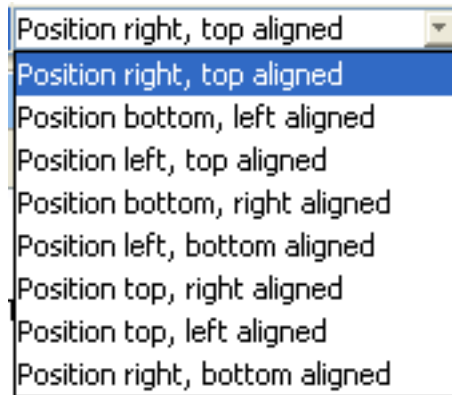 Position right, top aligned
Position right, top aligned
Position bottom, left aligned
Position left, top aligned
Position bottom, right aligned
Position left, bottom aligned
Position top, right aligned
Position top, left aligned
Position right, bottom aligned